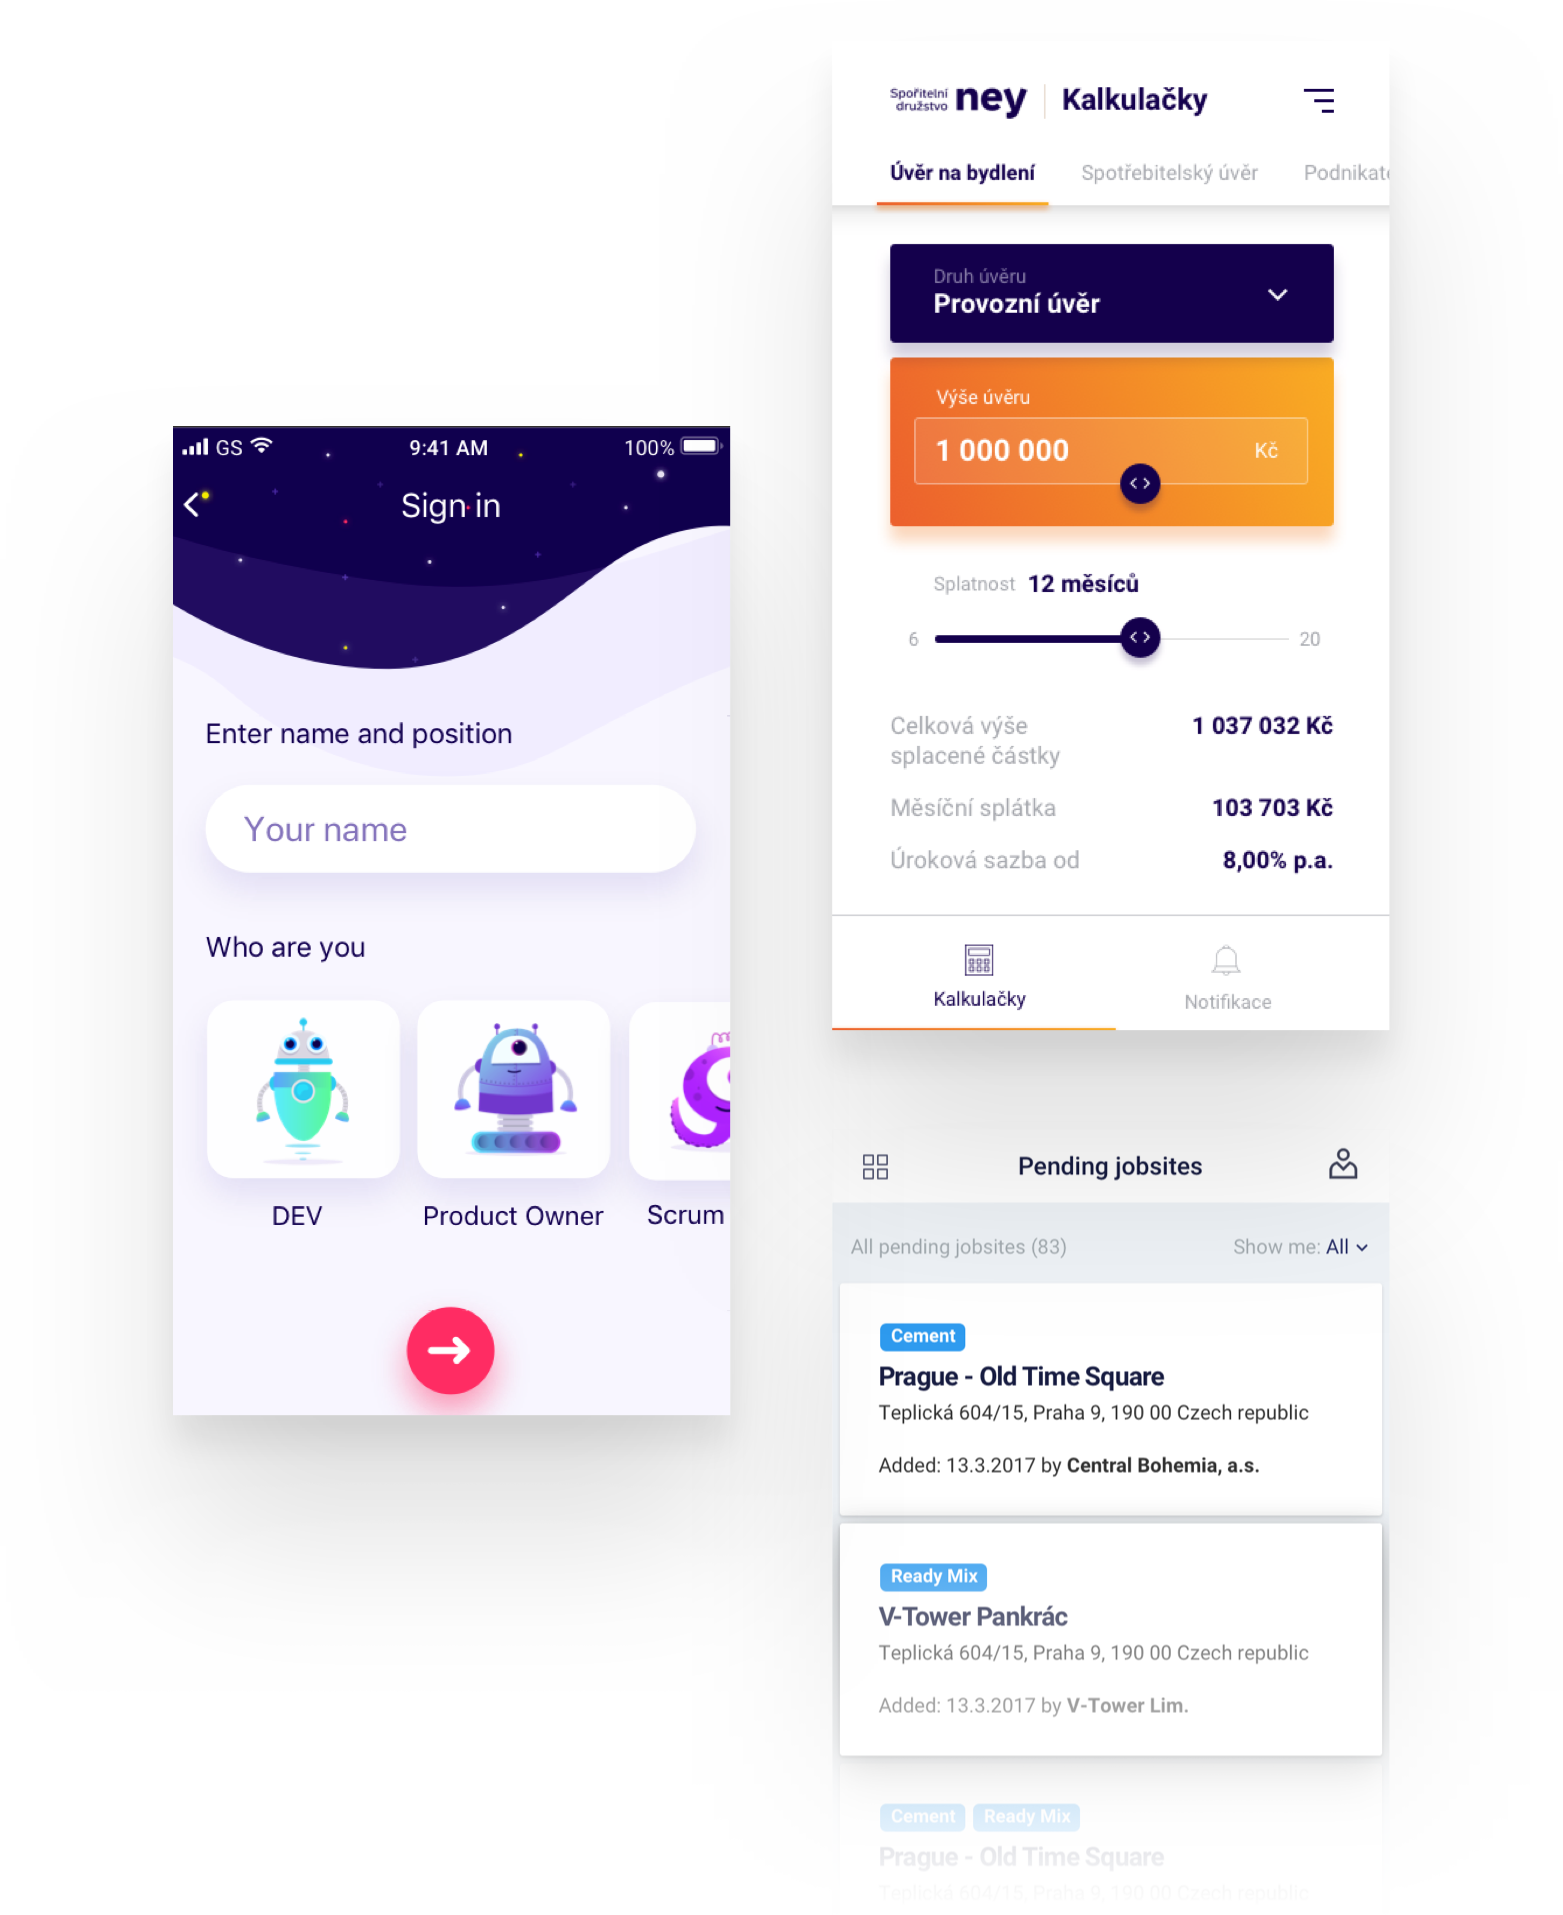 GS 9:41 AM 100%
Sign in
Enter name and position
Your name
Who are you
DEV Product Owner Scrum
Spořitelní
družstvo
ney Kalkulačky
Úvěr na bydlení Spotřebitelský úvěr Podnikat
Druh úvěru
Provozní úvěr
Výše úvěru
1 000 000 Kč
Splatnost 12 měsíců
6 20
Celková výše
splacené částky 1 037 032 Kč
Měsíční splátka 103 703 Kč
Úroková sazba od 8,00% p.a.
Kalkulačky Notifikace
Pending jobsites
All pending jobsites (83) Show me: All
Cement
Prague - Old Time Square
Teplická 604/15, Praha 9, 190 00 Czech republic
Added: 13.3.2017 by Central Bohemia, a.s.
Ready Mix
V-Tower Pankrác
Teplická 604/15, Praha 9, 190 00 Czech republic
Added: 13.3.2017 by V-Tower Lim.
Cement Ready Mix
Prague - Old Time Square
Teplická 604/15, Praha 9, 190 00 Czech republic